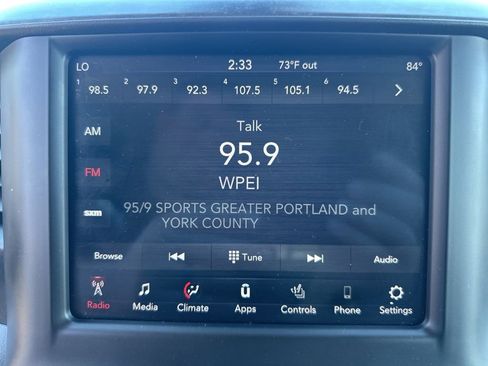 LO 2:33 73°F out 84°
1 98.5 2 97.9 3 92.3 4 107.5 5 105.1 6 94.5
Talk
AM
95.9
FM
WPEI
sxm
95/9 SPORTS GREATER PORTLAND and
YORK COUNTY
Browse Tune Audio
Radio Media Climate Apps Controls Phone Settings